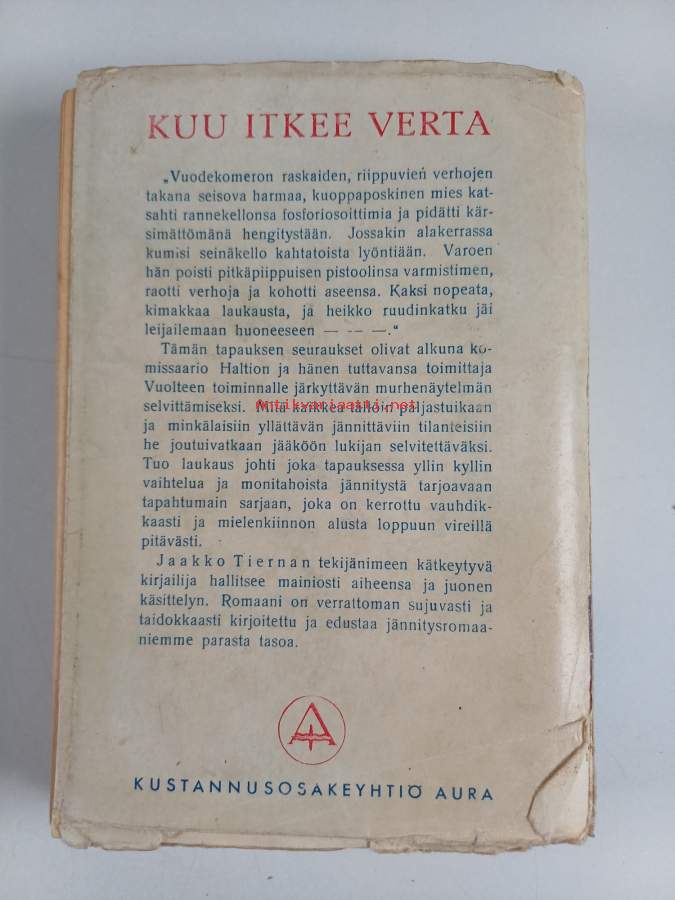 KUU ITKEE VERTA
„Vuodekomeron raskaiden, riippuvien verhojen
takana seisova harmaa, kuoppaposkinen mies kat-
sahti rannekellonsa fosforiosoittimia ja pidätti kär-
simättömänä hengitystään. Jossakin alakerrassa
kumisi seinäkello kahtatoista lyöntiään. Varoen
hän poisti pitkäpiippuisen pistoolinsa varmistimen,
raotti verhoja ja kohotti aseensa. Kaksi nopeata,
kimakkaa laukausta, ja heikko ruudinkatku jäi
leijailemaan huoneeseen — — —.“
Tämän tapauksen seuraukset olivat alkuna ko-
missaario Haltion ja hänen tuttavansa toimittaja
Vuolteen toiminnalle järkyttävän murhenäytelmän
selvittämiseksi. Mitä kaikkea tällöin paljastuikaan
Antikvariaatti.net
ja minkälaisiin yllättävän jännittäviin tilanteisiin
he joutuivatkaan jääköön lukijan selvitettäväksi.
Tuo laukaus johti joka tapauksessa yllin kyllin
vaihtelua ja monitahoista jännitystä tarjoavaan
tapahtumain sarjaan, joka on kerrottu vauhdik-
kaasti ja mielenkiinnon alusta loppuun vireillä
pitävästi.
Jaakko Tiernan tekijänimeen kätkeytyvä
kirjailija hallitsee mainiosti aiheensa ja juonen
käsittelyn. Romaani on verrattoman sujuvasti ja
taidokkaasti kirjoitettu ja edustaa jännitysromaa-
niemme parasta tasoa.
A
KUSTANNUSOSAKEYHTIÖ AURA